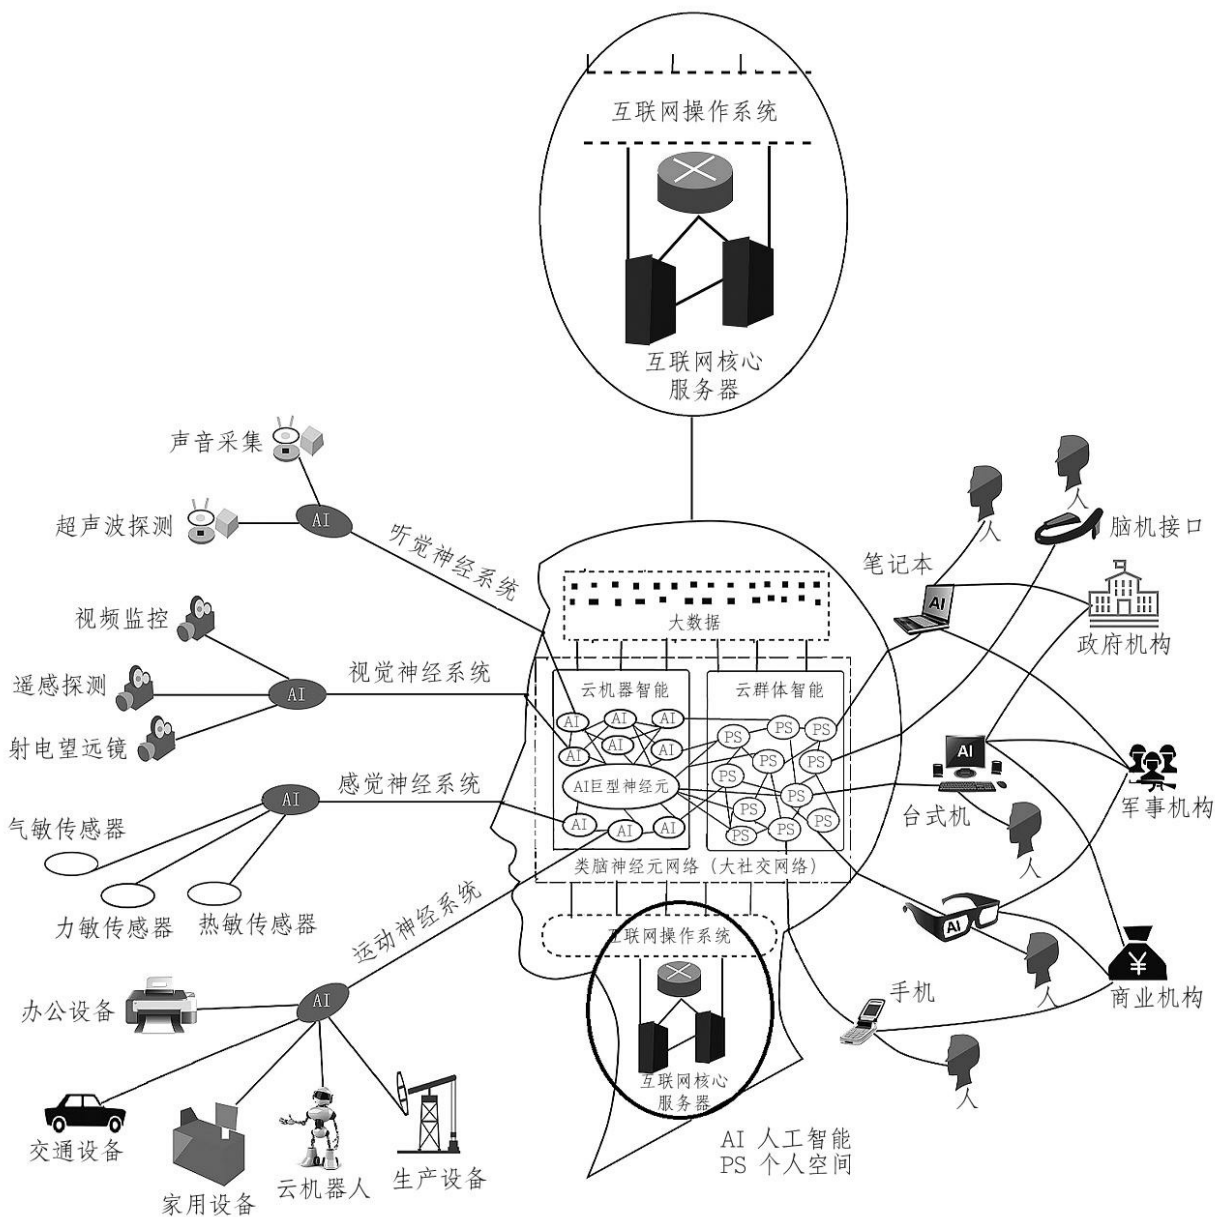 互联网操作系统
互联网核心
服务器
声音采集
AI
超声波探测
听觉神经系统
视频监控
遥感探测
AI
视觉神经系统
射电望远镜
感觉神经系统
AI
气敏传感器
力敏传感器
热敏传感器
运动神经系统
办公设备
AI
交通设备
家用设备
云机器人
生产设备
大数据
云机器智能
云群体智能
AI
AI
AI
AI
AI
AI
AI巨型神经元
AI
AI
AI
PS
PS
PS
PS
PS
PS
PS
PS
PS
PS
类脑神经元网络（大社交网络）
互联网操作系统
互联网核心
服务器
人
人
脑机接口
笔记本
AI
政府机构
AI
台式机
军事机构
人
AI
人
商业机构
手机
人
AI 人工智能
PS 个人空间